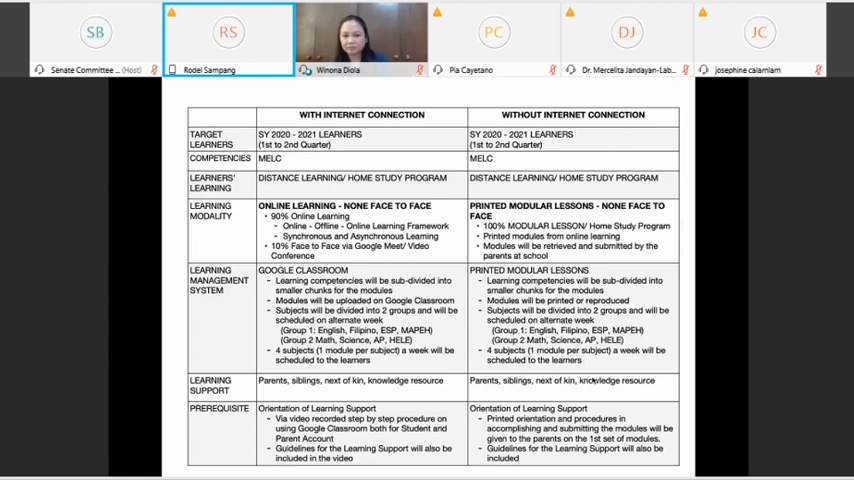 SB
RS
PC
DJ
JC
Senate Committee ... (Host)
Rodel Sampang
Winona Diola
Pia Cayetano
Dr. Mercelita Jandayan-Lab...
josephine calamlam
WITH INTERNET CONNECTION
WITHOUT INTERNET CONNECTION
TARGET LEARNERS
SY 2020 - 2021 LEARNERS
(1st to 2nd Quarter)
SY 2020 - 2021 LEARNERS
(1st to 2nd Quarter)
COMPETENCIES
MELC
MELC
LEARNERS'
LEARNING
DISTANCE LEARNING/ HOME STUDY PROGRAM
DISTANCE LEARNING/ HOME STUDY PROGRAM
LEARNING
MODALITY
ONLINE LEARNING - NONE FACE TO FACE
• 90% Online Learning
- Online - Offline - Online Learning Framework
- Synchronous and Asynchronous Learning
• 10% Face to Face via Google Meet/ Video
Conference
PRINTED MODULAR LESSONS - NONE FACE TO
FACE
• 100% MODULAR LESSON/ Home Study Program
• Printed modules from online learning
• Modules will be retrieved and submitted by the
parents at school
LEARNING
MANAGEMENT
SYSTEM
GOOGLE CLASSROOM
- Learning competencies will be sub-divided into
smaller chunks for the modules
- Modules will be uploaded on Google Classroom
- Subjects will be divided into 2 groups and will be
scheduled on alternate week
(Group 1: English, Filipino, ESP, MAPEH)
(Group 2 Math, Science, AP, HELE)
- 4 subjects (1 module per subject) a week will be
scheduled to the learners
PRINTED MODULAR LESSONS
- Learning competencies will be sub-divided into
smaller chunks for the modules
- Modules will be printed or reproduced
- Subjects will be divided into 2 groups and will be
scheduled on alternate week
(Group 1: English, Filipino, ESP, MAPEH)
(Group 2 Math, Science, AP, HELE)
- 4 subjects (1 module per subject) a week will be
scheduled to the learners
LEARNING
SUPPORT
Parents, siblings, next of kin, knowledge resource
Parents, siblings, next of kin, knowledge resource
PREREQUISITE
Orientation of Learning Support
- Via video recorded step by step procedure on
using Google Classroom both for Student and
Parent Account
- Guidelines for the Learning Support will also be
included in the video
Orientation of Learning Support
- Printed orientation and procedures in
accomplishing and submitting the modules will be
given to the parents on the 1st set of modules.
- Guidelines for the Learning Support will also be
included